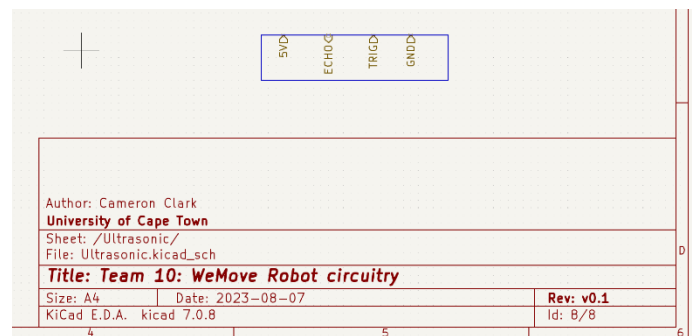 5V
ECHO
TRIG
GND
Author: Cameron Clark
University of Cape Town
Sheet: /Ultrasonic/
File: Ultrasonic.kicad_sch
Title: Team 10: WeMove Robot circuitry
Size: A4 Date: 2023-08-07 Rev: v0.1
KiCad E.D.A. kicad 7.0.8 Id: 8/8
D
4 5 6